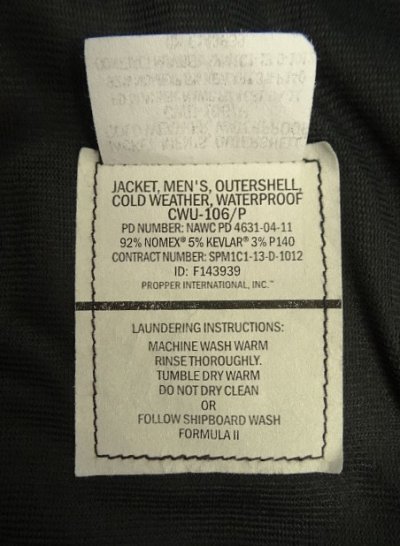 JACKET, MEN'S, OUTERSHELL,
COLD WEATHER, WATERPROOF
CWU-106/P
PD NUMBER: NAWC PD 4631-04-11
92% NOMEX® 5% KEVLAR® 3% P140
CONTRACT NUMBER: SPM1C1-13-D-1012
ID: F143939
PROPPER INTERNATIONAL, INC.™
LAUNDERING INSTRUCTIONS:
MACHINE WASH WARM
RINSE THOROUGHLY.
TUMBLE DRY WARM
DO NOT DRY CLEAN
OR
FOLLOW SHIPBOARD WASH
FORMULA II